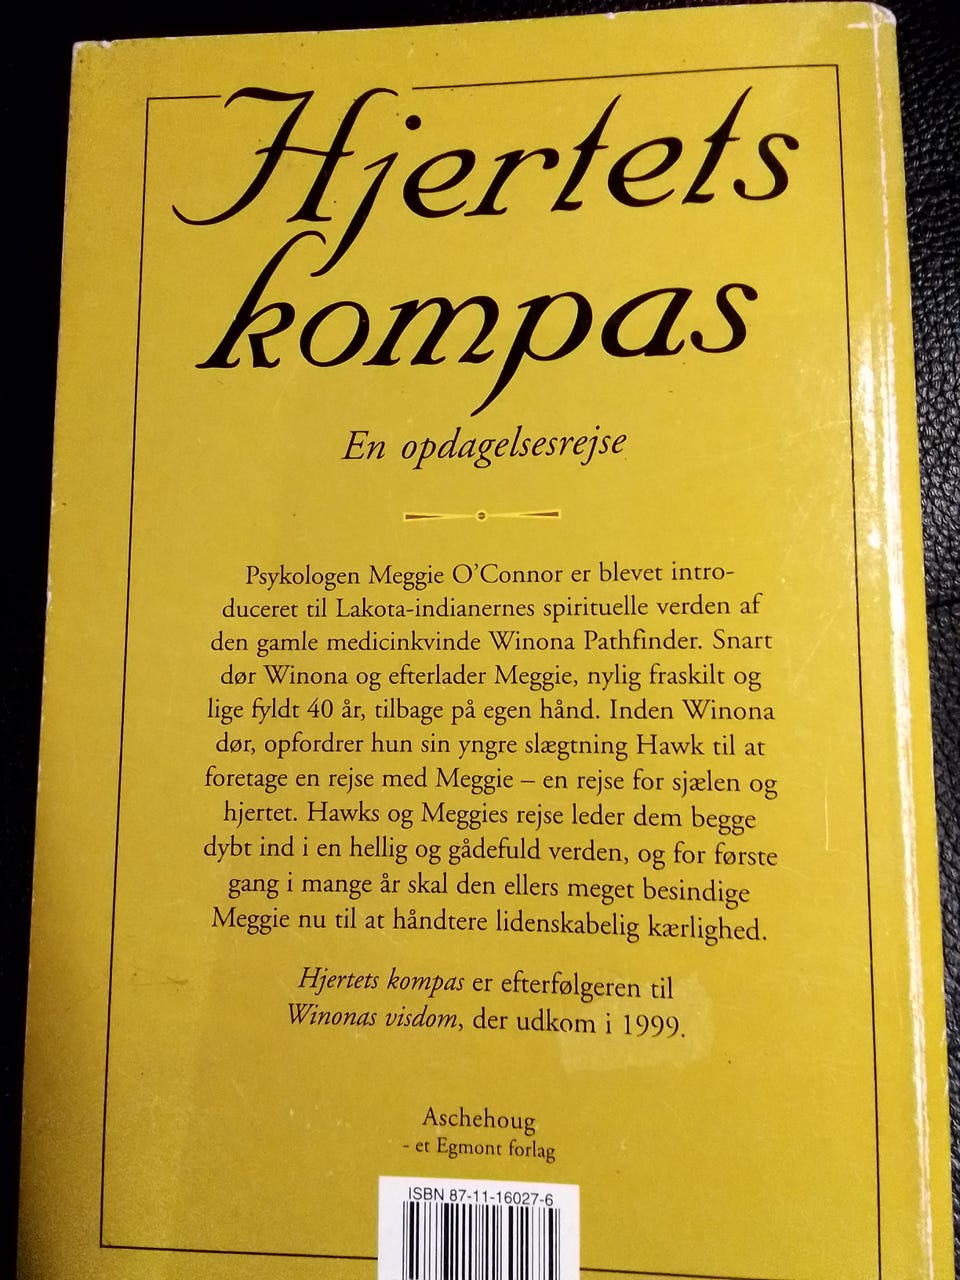 Hjertets
kompas
En opdagelsesrejse
Psykologen Meggie O'Connor er blevet intro-
duceret til Lakota-indianernes spirituelle verden af
den gamle medicinkvinde Winona Pathfinder. Snart
dør Winona og efterlader Meggie, nylig fraskilt og
lige fyldt 40 år, tilbage på egen hånd. Inden Winona
dør, opfordrer hun sin yngre slægtning Hawk til at
foretage en rejse med Meggie – en rejse for sjælen og
hjertet. Hawks og Meggies rejse leder dem begge
dybt ind i en hellig og gådefuld verden, og for første
gang i mange år skal den ellers meget besindige
Meggie nu til at håndtere lidenskabelig kærlighed.
Hjertets kompas er efterfølgeren til
Winonas visdom, der udkom i 1999.
Aschehoug
- et Egmont forlag
ISBN 87-11-16027-6